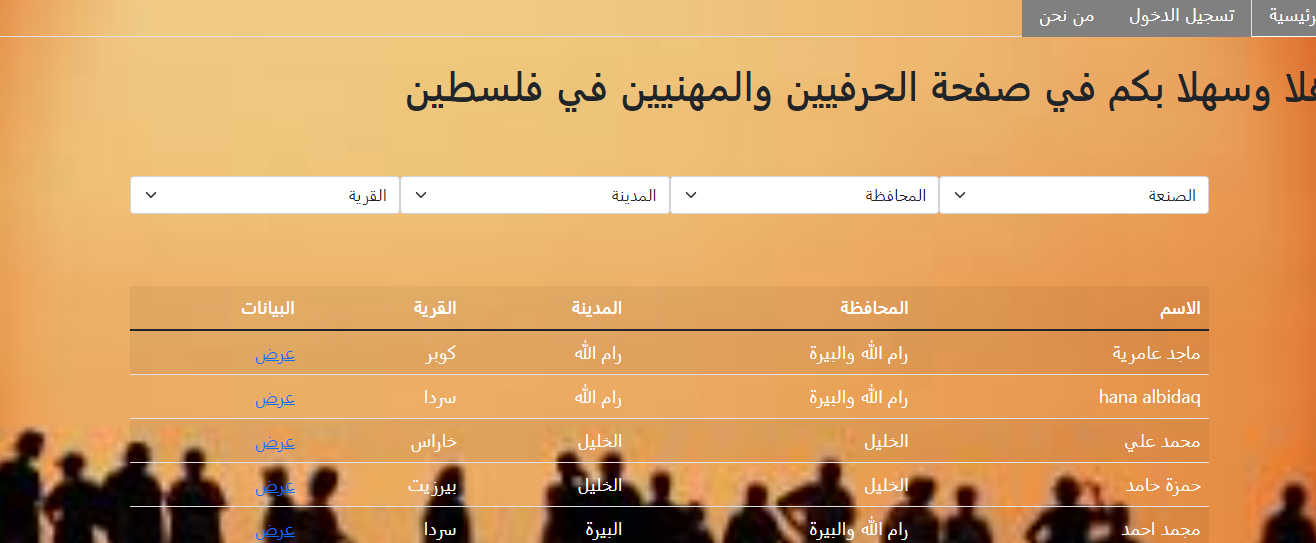 تسجيل الدخول من نحن
وسهلا بكم في صفحة الحرفيين والمهنيين في فلسطين
الصنعة المحافظة المدينة القرية
الاسم المحافظة المدينة القرية البيانات
ماجد عامرية رام الله والبيرة رام الله كوبر عرض
hana albidaq رام الله والبيرة رام الله سردا عرض
محمد علي الخليل الخليل خاراس عرض
حمزة حامد الخليل الخليل بيرزيت عرض
مجمد احمد رام الله والبيرة البيرة سردا عرض